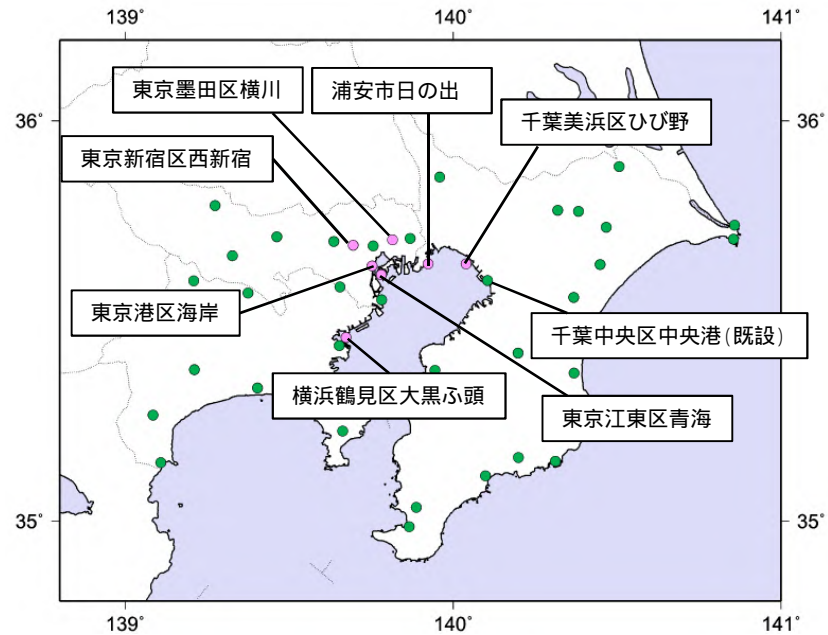 139° 140° 141°
36°
東京墨田区横川
浦安市日の出
千葉美浜区ひび野
東京新宿区西新宿
東京港区海岸
千葉中央区中央港(既設)
横浜鶴見区大黒ふ頭
東京江東区青海
36°
35°
35°
139° 140° 141°